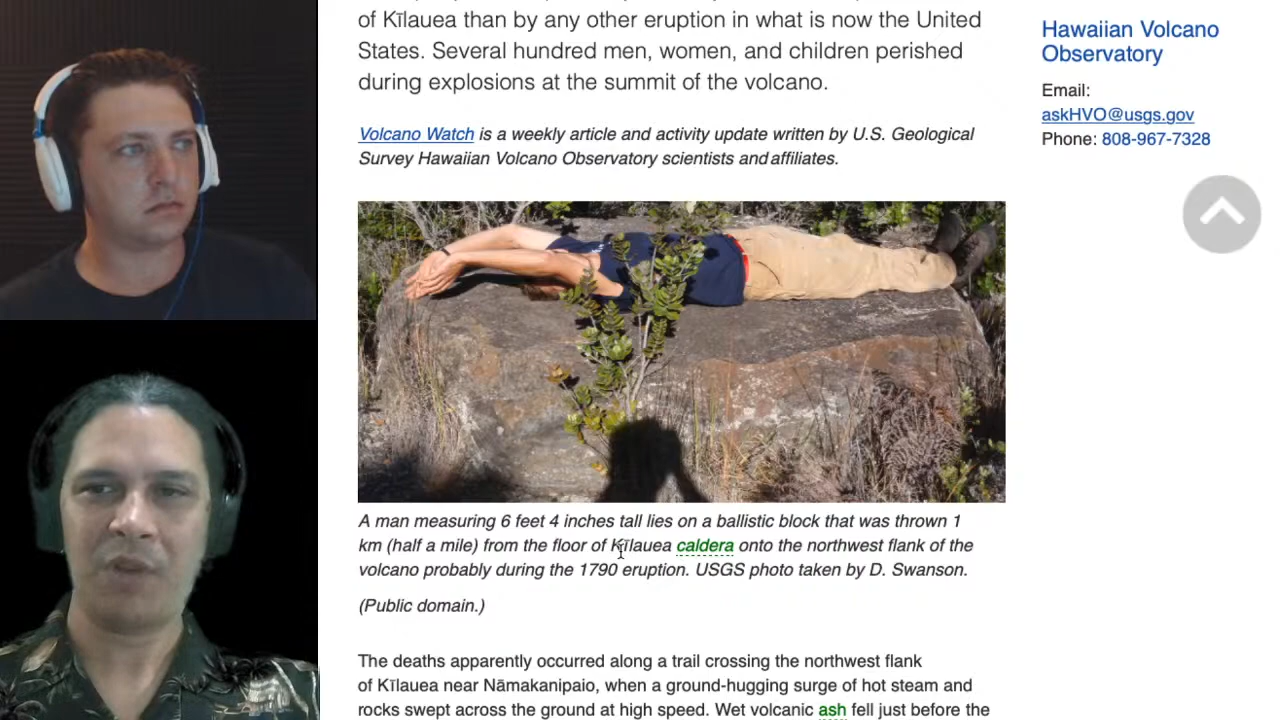 of Kīlauea than by any other eruption in what is now the United
States. Several hundred men, women, and children perished
during explosions at the summit of the volcano.
Volcano Watch is a weekly article and activity update written by U.S. Geological
Survey Hawaiian Volcano Observatory scientists and affiliates.
A man measuring 6 feet 4 inches tall lies on a ballistic block that was thrown 1
km (half a mile) from the floor of Kīlauea caldera onto the northwest flank of the
volcano probably during the 1790 eruption. USGS photo taken by D. Swanson.
(Public domain.)
The deaths apparently occurred along a trail crossing the northwest flank
of Kīlauea near Nāmakanipaio, when a ground-hugging surge of hot steam and
rocks swept across the ground at high speed. Wet volcanic ash fell just before the
Hawaiian Volcano
Observatory
Email:
askHVO@usgs.gov
Phone: 808-967-7328